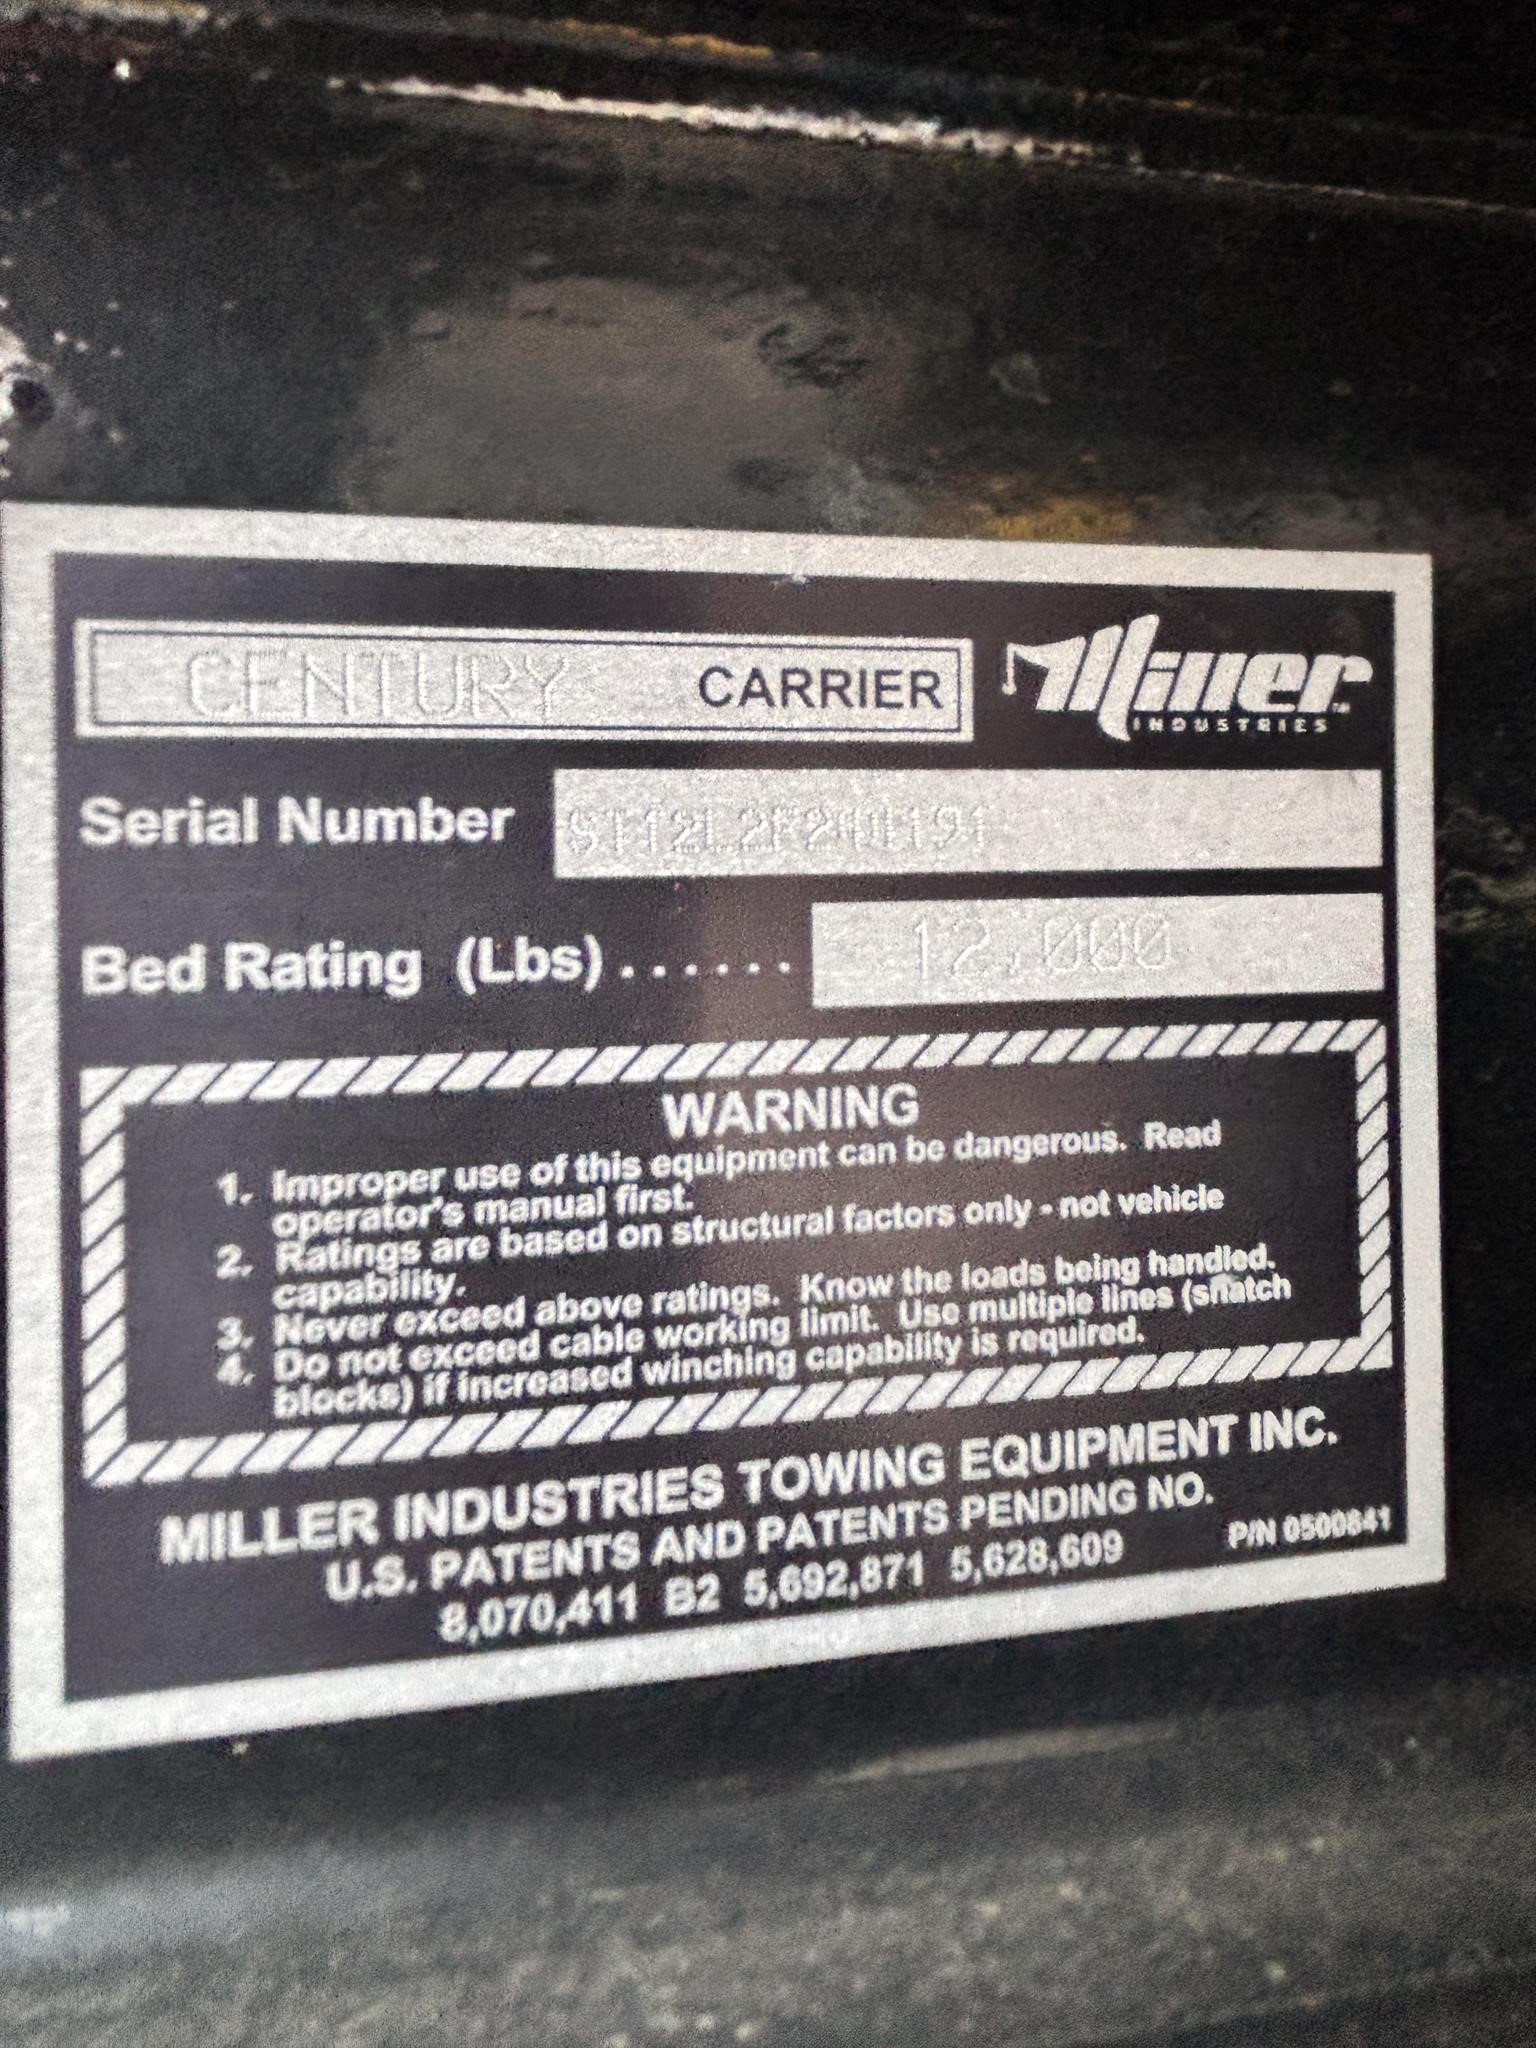 CENTURY CARRIER Miller INDUSTRIES
Serial Number
Bed Rating (Lbs) ...... 12,000
WARNING
1. Improper use of this equipment can be dangerous. Read
operator's manual first.
2. Ratings are based on structural factors only - not vehicle
capability.
3. Never exceed above ratings. Know the loads being handled.
4. Do not exceed cable working limit. Use multiple lines (snatch
blocks) if increased winching capability is required.
MILLER INDUSTRIES TOWING EQUIPMENT INC.
U.S. PATENTS AND PATENTS PENDING NO.
8,070,411 B2 5,692,871 5,628,609
P/N 0500841